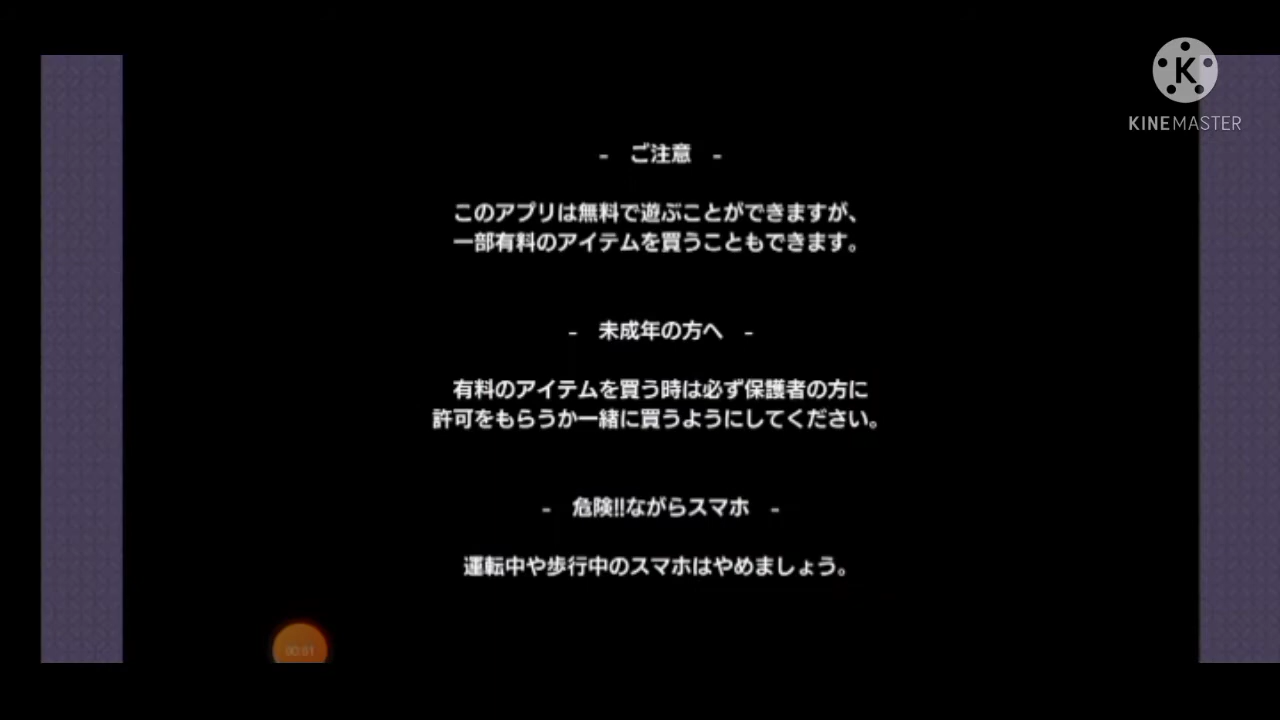 KINEMASTER
- ご注意 -
このアプリは無料で遊ぶことができますが、
一部有料のアイテムを買うこともできます。
- 未成年の方へ -
有料のアイテムを買う時は必ず保護者の方に
許可をもらうか一緒に買うようにしてください。
- 危険!!ながらスマホ -
運転中や歩行中のスマホはやめましょう。
00:01